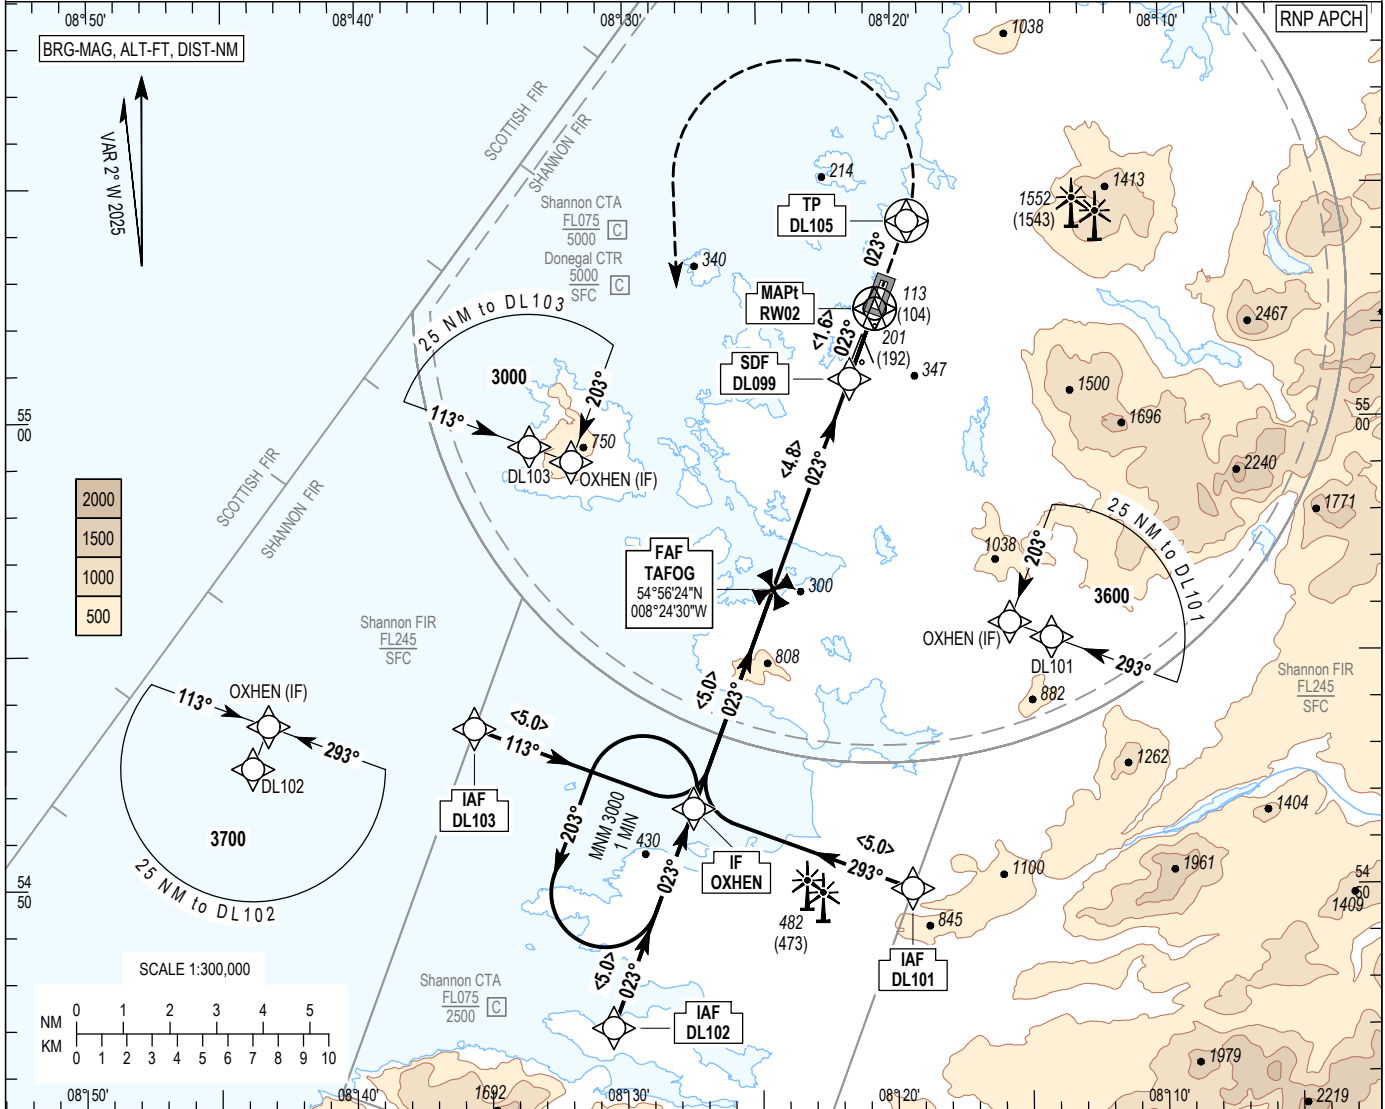 08°50'
08°40'
08°30'
08°20'
08°10'
RNP APCH
BRG-MAG, ALT-FT, DIST-NM
VAR 2° W 2025
SCOTTISH FIR
SHANNON FIR
1038
214
1413
1552
(1543)
Shannon CTA
FL075
5000
C
Donegal CTR
5000
SFC
C
TP
DL105
023°
340
MAPt
RW02
113
(104)
201
(192)
2467
25 NM to DL103
3000
113°
203°
750
DL103
OXHEN (IF)
<1.6>
023°
SDF
DL099
347
1500
1696
55
00
55
00
2240
1771
SCOTTISH FIR
SHANNON FIR
2000
1500
1000
500
<4.8>
023°
FAF
TAFOG
54°56'24"N
008°24'30"W
300
1038
25 NM to DL101
203°
3600
OXHEN (IF)
DL101
293°
882
Shannon FIR
FL245
SFC
Shannon FIR
FL245
SFC
808
<5.0>
023°
OXHEN (IF)
113°
293°
DL102
3700
25 NM to DL102
<5.0>
113°
IAF
DL103
203°
MNM 3000
1 MIN
430
023°
IF
OXHEN
<5.0>
293°
482
(473)
845
1100
IAF
DL101
1262
1404
1961
1409
54
50
54
50
<5.0>
023°
IAF
DL102
Shannon CTA
FL075
2500
C
SCALE 1:300,000
NM
0 1 2 3 4 5
KM
0 1 2 3 4 5 6 7 8 9 10
1692
1979
2219
08°50'
08°40'
08°30'
08°20'
08°10'